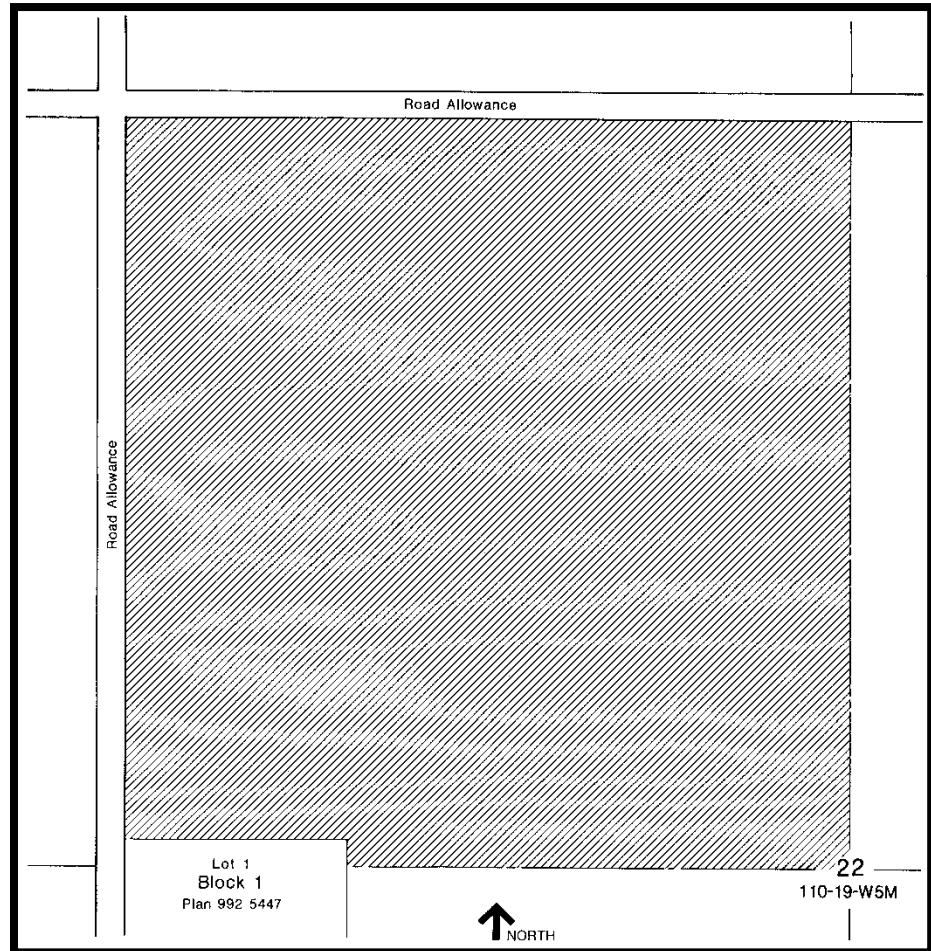 Road Allowance
Road Allowance
Lot 1
Block 1
Plan 992 5447
22
110-19-W5M
NORTH